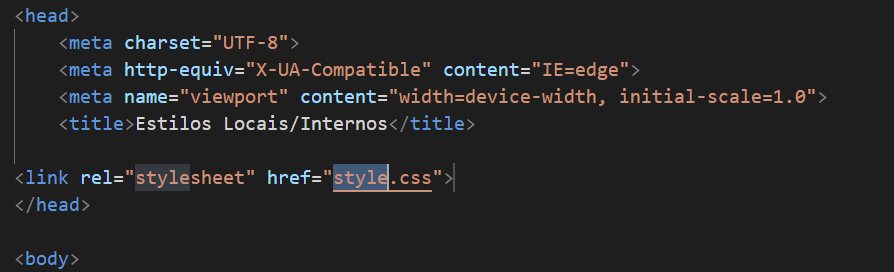 <head>
<meta charset="UTF-8">
<meta http-equiv="X-UA-Compatible" content="IE=edge">
<meta name="viewport" content="width=device-width, initial-scale=1.0">
<title>Estilos Locais/Internos</title>
<link rel="stylesheet" href="style.css">
</head>
<body>